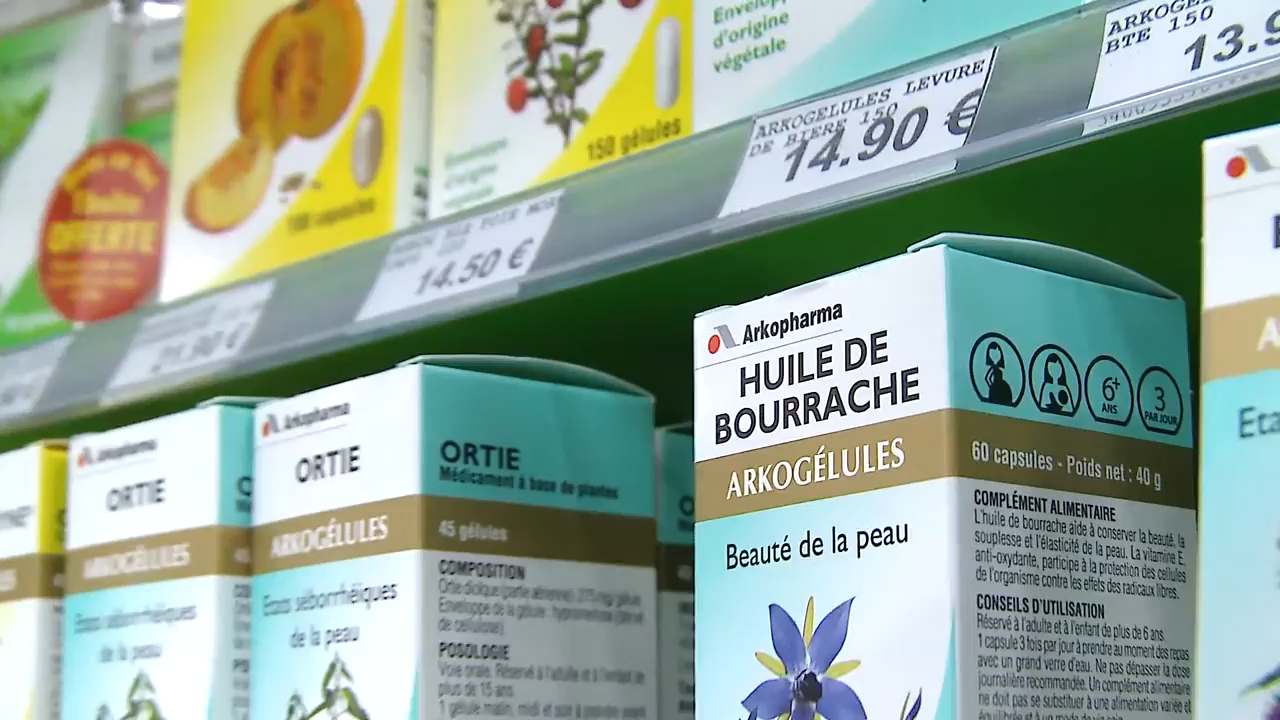 Envelop
d'origine
végétale
ARKOGE
BTE 150
13.9
ARKOGELULES LEVURE
DE BIERE 150
14.90 €
150 gélules
OFFERTE
14.50 €
21.90 €
Arkopharma
HUILE DE
BOURRACHE
ARKOGÉLULES
Beauté de la peau
6+
ANS
3
PAR JOUR
60 capsules - Poids net : 40 g
COMPLÉMENT ALIMENTAIRE
L'huile de bourrache aide à conserver la beauté, la
souplesse et l'élasticité de la peau. La vitamine E,
anti-oxydante, participe à la protection des cellules
de l'organisme contre les effets des radicaux libres.
CONSEILS D'UTILISATION
Réservé à l'adulte et à l'enfant de plus de 6 ans.
1 capsule 3 fois par jour à prendre au moment des repas
avec un grand verre d'eau. Ne pas dépasser la dose
journalière recommandée. Un complément alimentaire
ne doit pas se substituer à une alimentation variée et
équilibrée et à un mode de
Arkopharma
ORTIE
ARKOGÉLULES
Etats séborrhéiques
de la peau
ORTIE
Médicament à base de plantes
45 gélules
COMPOSITION
Ortie dioïque (partie aérienne) : 275 mg/gélule
Enveloppe de la gélule : hypromellose (dérivé
de cellulose)
POSOLOGIE
Voie orale. Réservé à l'adulte et à l'enfant de
plus de 15 ans
1 gélule matin, midi et soir à prendre avant
Arkopharma
ORTIE
ARKOGÉLULES
Etats séborrhéiques
de la peau
Eta